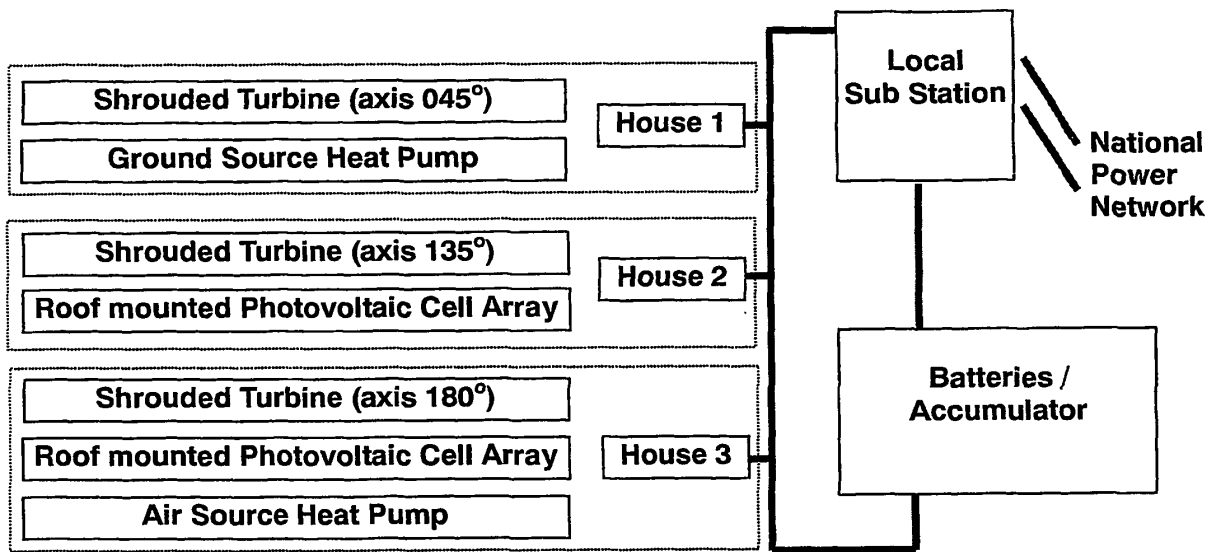 Shrouded Turbine (axis 045°)
Ground Source Heat Pump
House 1
Shrouded Turbine (axis 135°)
Roof mounted Photovoltaic Cell Array
House 2
Shrouded Turbine (axis 180°)
Roof mounted Photovoltaic Cell Array
Air Source Heat Pump
House 3
Local
Sub Station
National
Power
Network
Batteries /
Accumulator